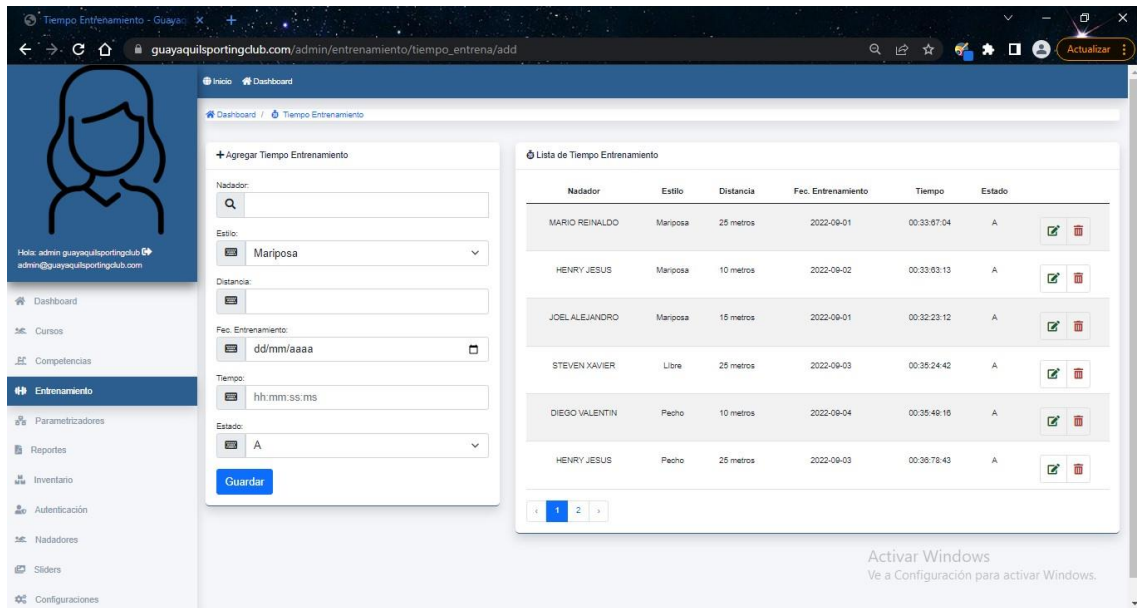 Tiempo Entrenamiento - Guayaq
guayaquilsportingclub.com/admin/entrenamiento/tiempo_entrena/add
Actualizar
Inicio Dashboard
Dashboard / Tiempo Entrenamiento
Hola: admin guayaquilsportingclub
admin@guayaquilsportingclub.com
Dashboard
Cursos
Competencias
Entrenamiento
Parametrizadores
Reportes
Inventario
Autenticación
Nadadores
Sliders
Configuraciones
Agregar Tiempo Entrenamiento
Nadador:
Estilo:
Mariposa
Distancia:
Fec. Entrenamiento:
dd/mm/aaaa
Tiempo:
hh:mm:ss:ms
Estado:
A
Guardar
Lista de Tiempo Entrenamiento
Nadador Estilo Distancia Fec. Entrenamiento Tiempo Estado
MARIO REINALDO Mariposa 25 metros 2022-09-01 00:33:67:04 A
HENRY JESUS Mariposa 10 metros 2022-09-02 00:33:63:13 A
JOEL ALEJANDRO Mariposa 15 metros 2022-09-01 00:32:23:12 A
STEVEN XAVIER Libre 25 metros 2022-09-03 00:35:24:42 A
DIEGO VALENTIN Pecho 10 metros 2022-09-04 00:35:49:16 A
HENRY JESUS Pecho 25 metros 2022-09-03 00:36:78:43 A
‹ 1 2 ›
Activar Windows
Ve a Configuración para activar Windows.